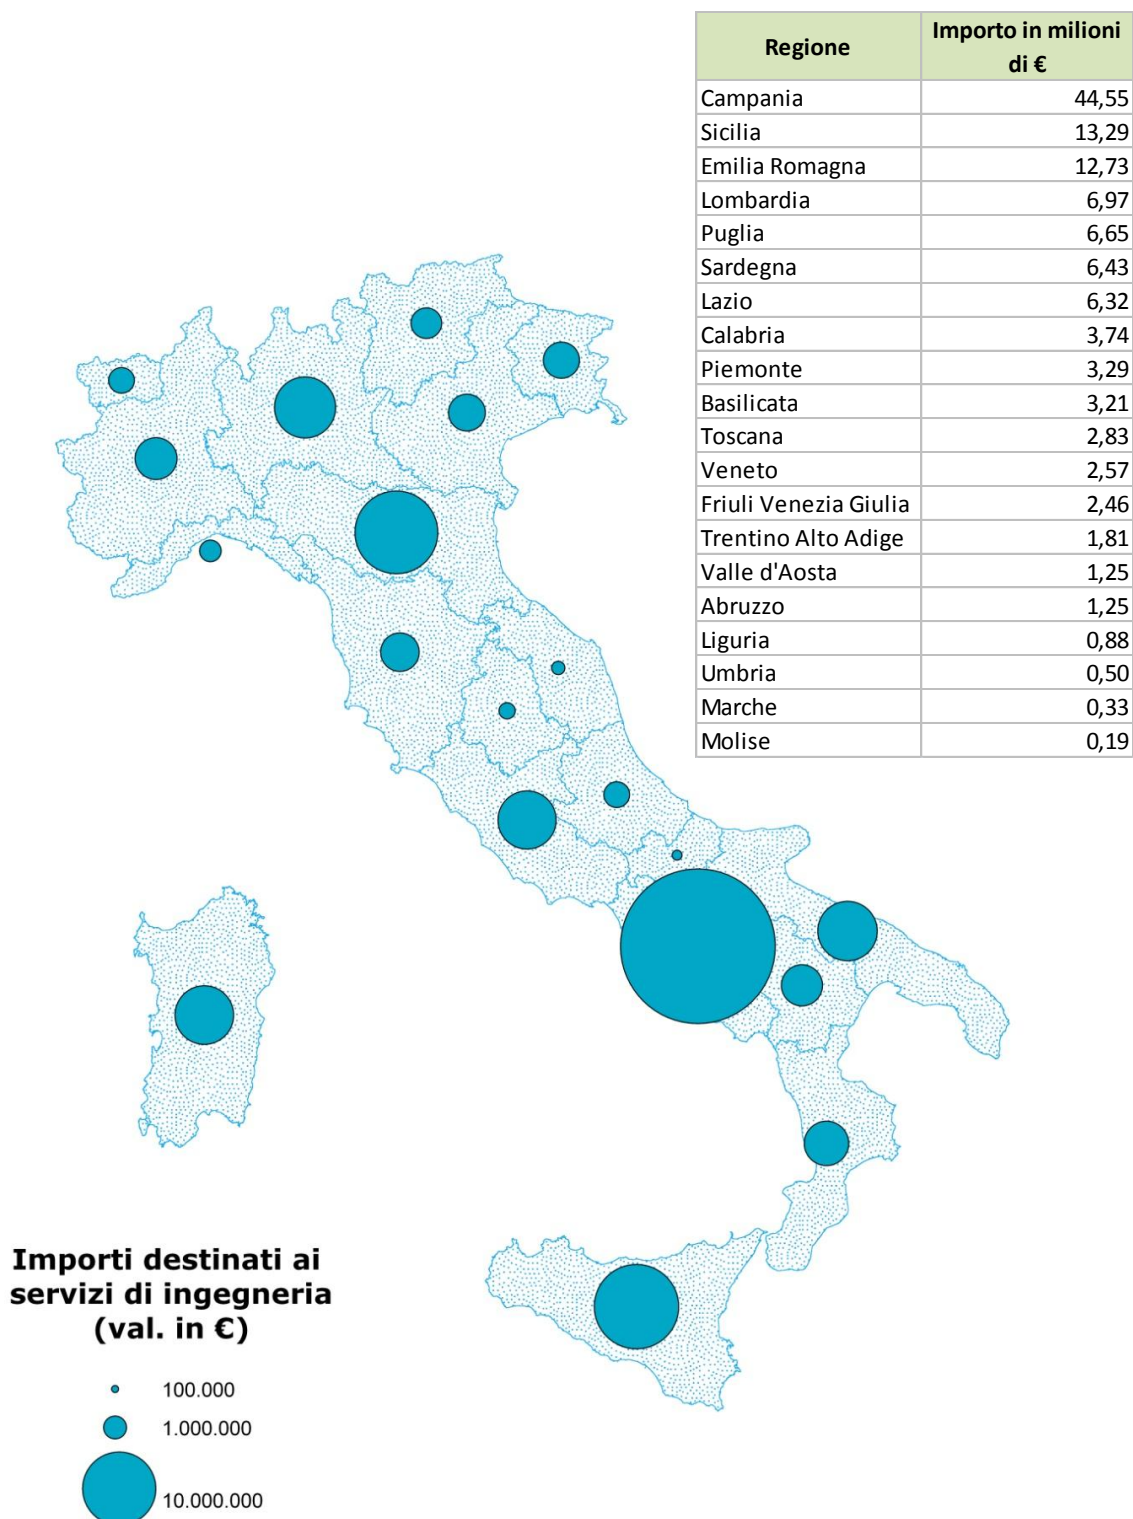 Regione Importo in milioni
di €
Campania 44,55
Sicilia 13,29
Emilia Romagna 12,73
Lombardia 6,97
Puglia 6,65
Sardegna 6,43
Lazio 6,32
Calabria 3,74
Piemonte 3,29
Basilicata 3,21
Toscana 2,83
Veneto 2,57
Friuli Venezia Giulia 2,46
Trentino Alto Adige 1,81
Valle d'Aosta 1,25
Abruzzo 1,25
Liguria 0,88
Umbria 0,50
Marche 0,33
Molise 0,19
Importi destinati ai
servizi di ingegneria
(val. in €)
100.000
1.000.000
10.000.000